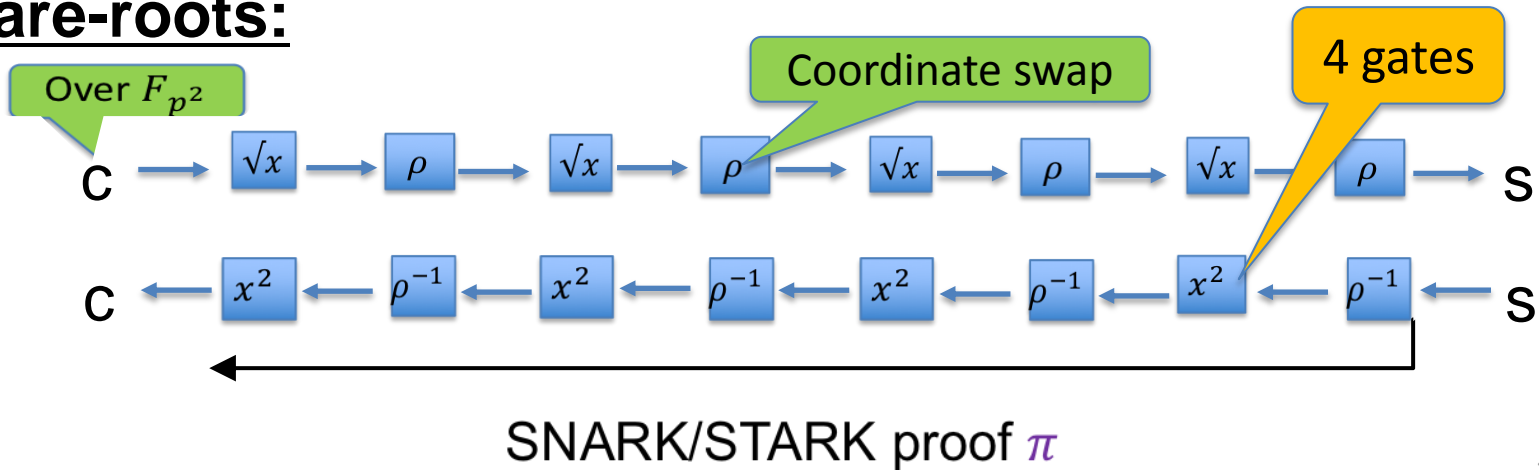 are-roots:
Over $F_{p^2}$
Coordinate swap
4 gates
c √x ρ √x ρ √x ρ √x ρ s
c x² ρ⁻¹ x² ρ⁻¹ x² ρ⁻¹ x² ρ⁻¹ s
SNARK/STARK proof π